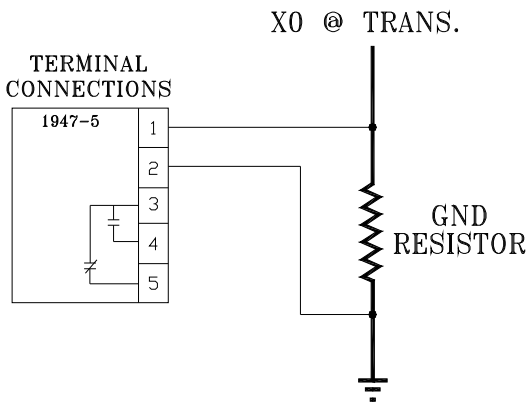 X0 @ TRANS.
TERMINAL
CONNECTIONS
1947-5
1
2
3
4
5
GND
RESISTOR